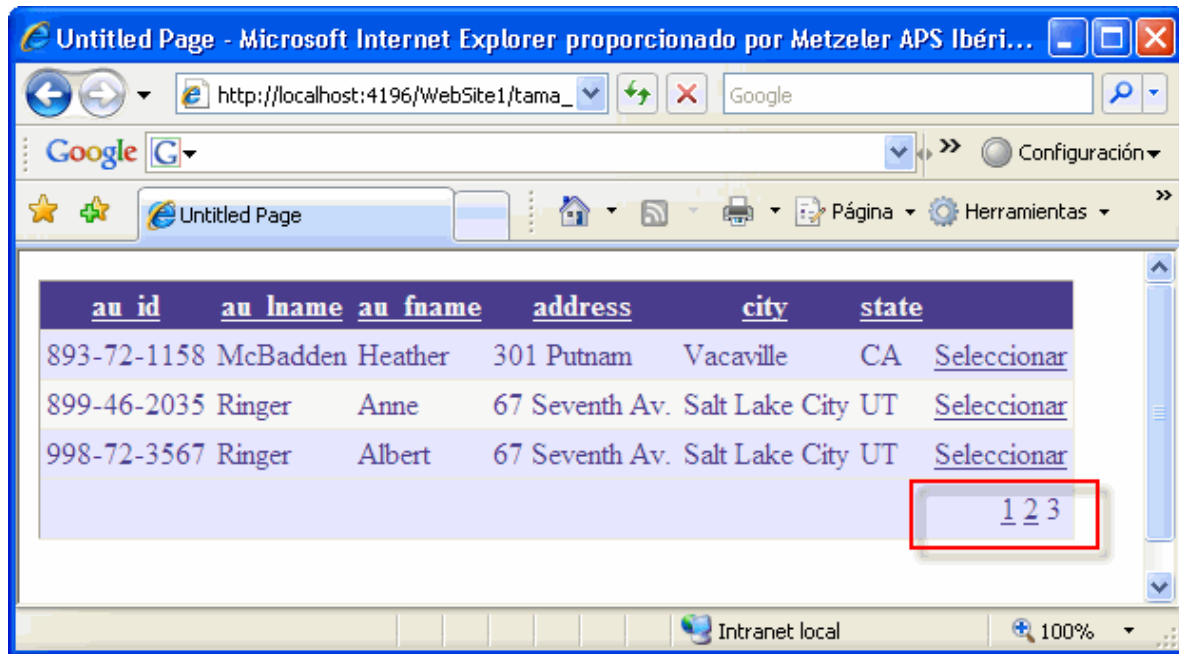 Untitled Page - Microsoft Internet Explorer proporcionado por Metzeler APS Ibéri...
http://localhost:4196/WebSite1/tama_
Google
Google G
Configuración
Untitled Page
Página
Herramientas
au_id au_lname au_fname address city state
893-72-1158 McBadden Heather 301 Putnam Vacaville CA Seleccionar
899-46-2035 Ringer Anne 67 Seventh Av. Salt Lake City UT Seleccionar
998-72-3567 Ringer Albert 67 Seventh Av. Salt Lake City UT Seleccionar
1 2 3
Intranet local
100%